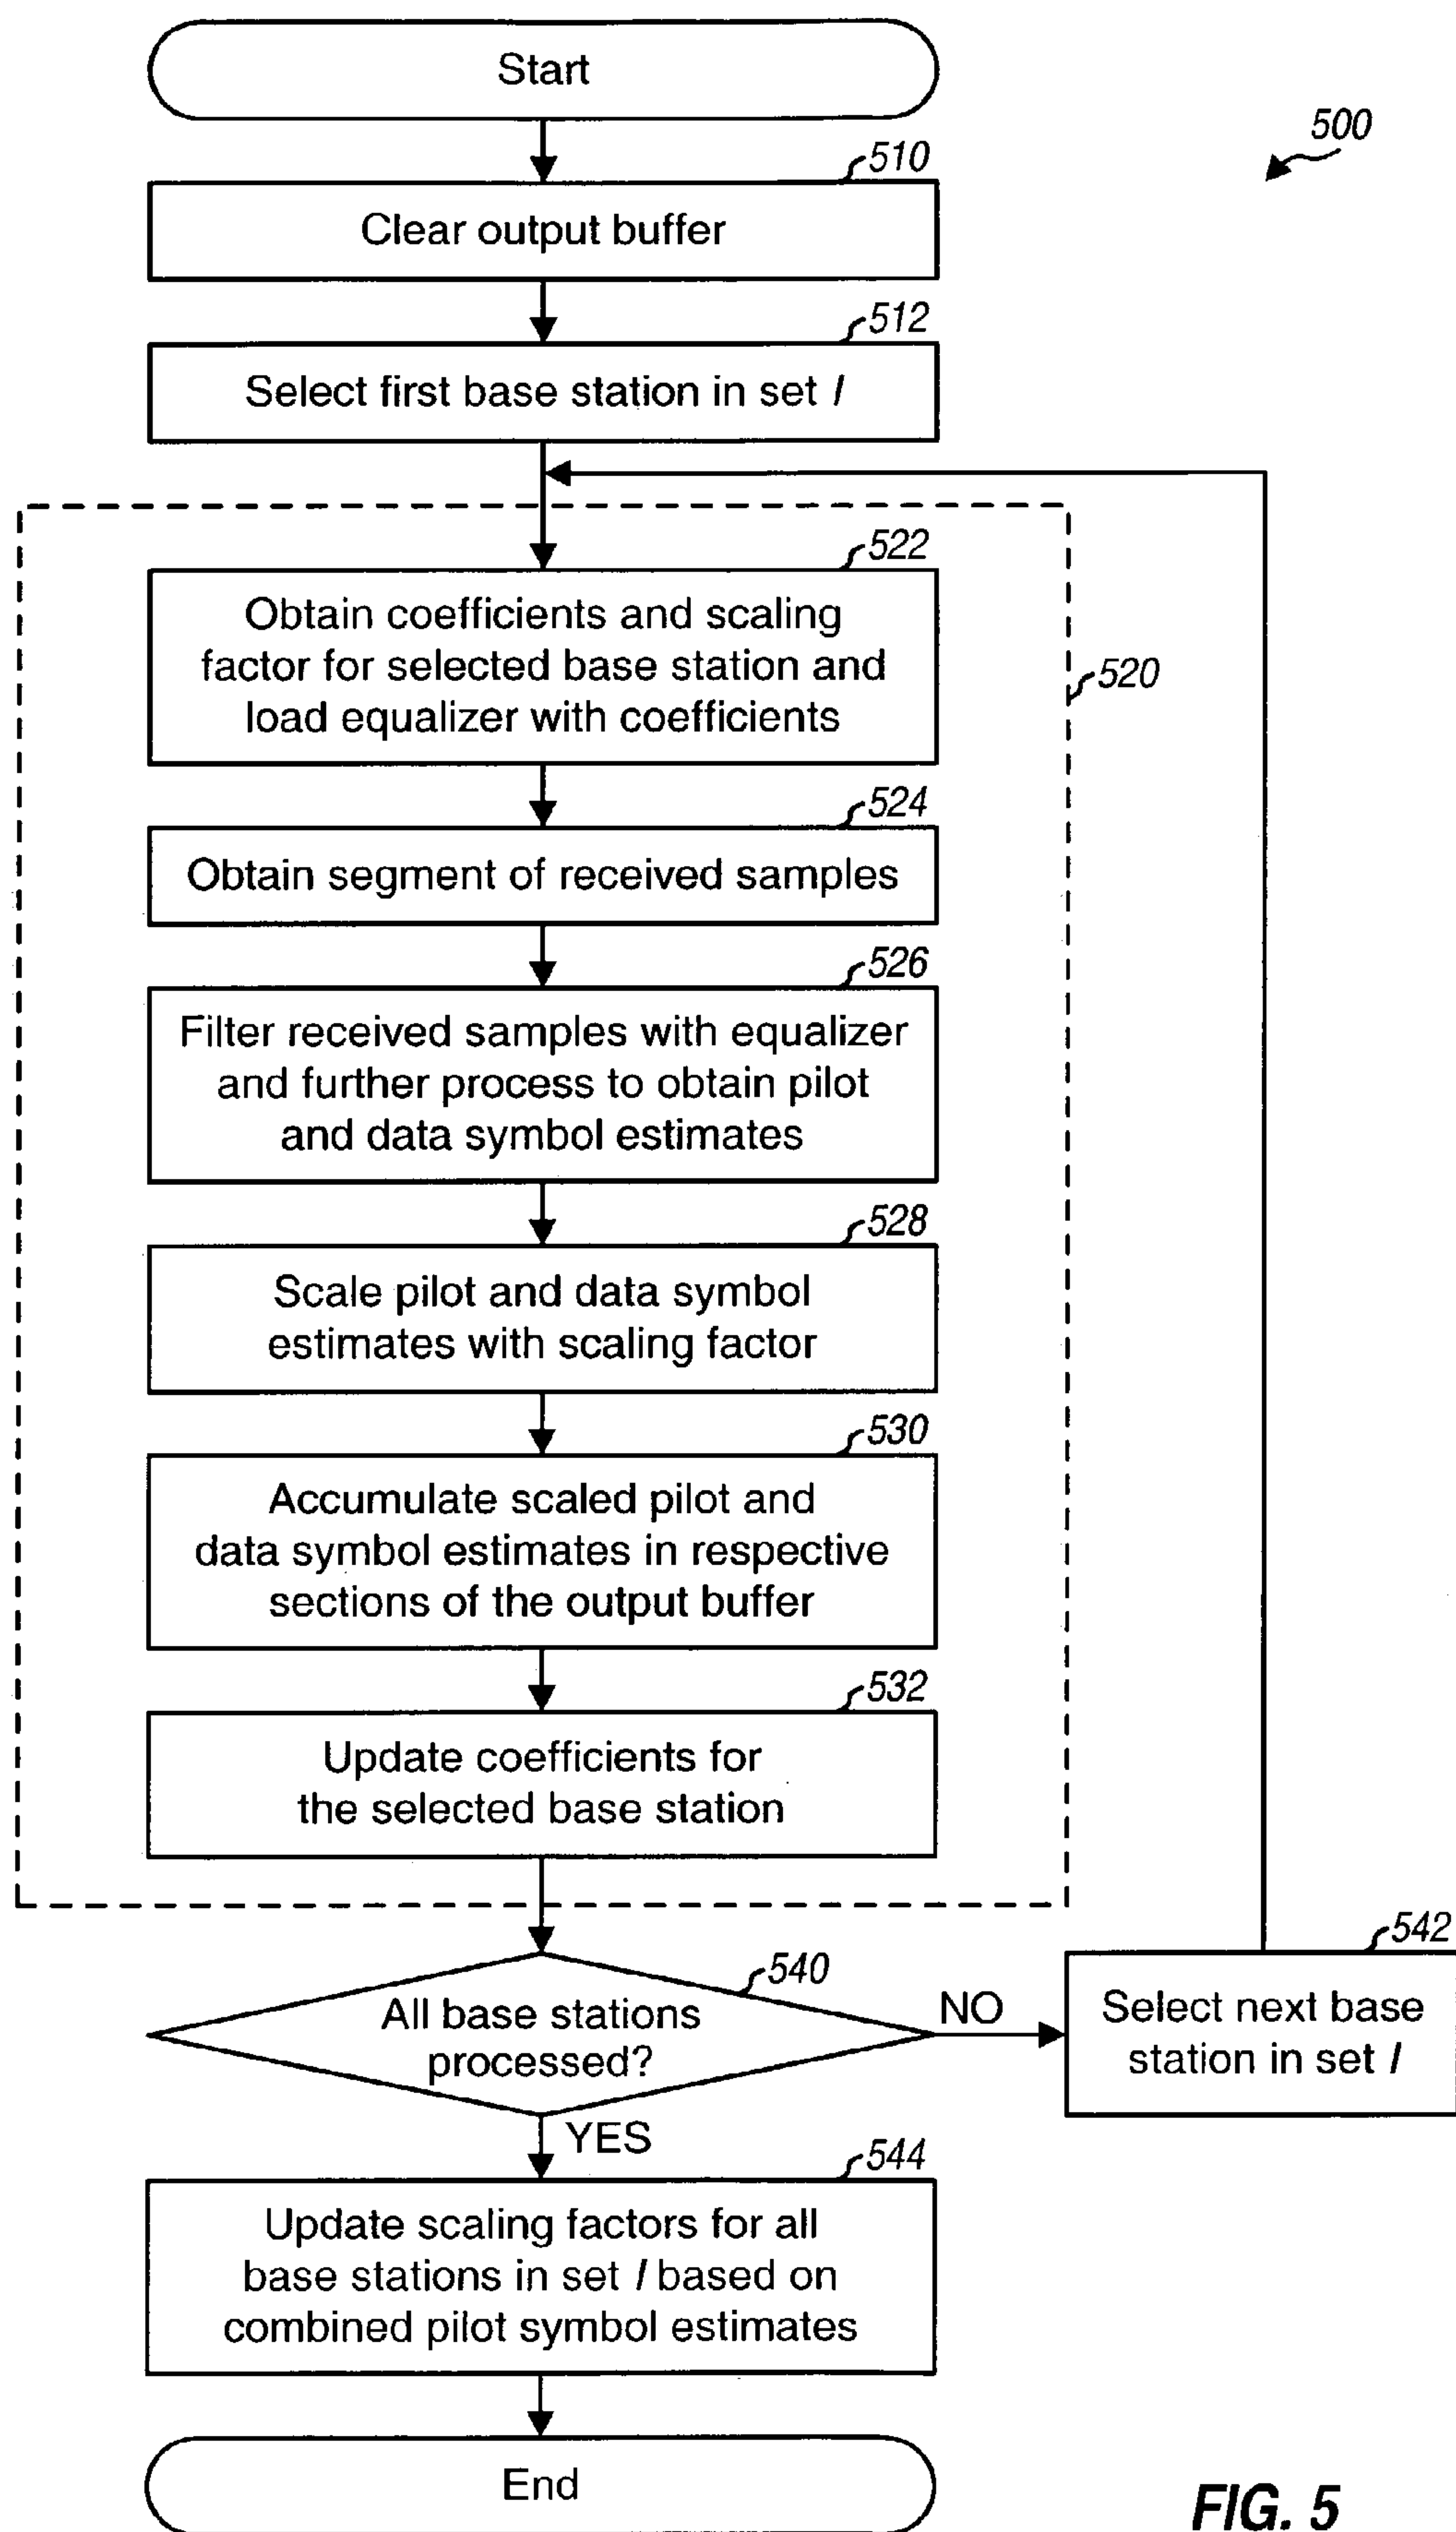 Start
500
510
Clear output buffer
512
Select first base station in set I
522
Obtain coefficients and scaling
factor for selected base station and
load equalizer with coefficients
520
524
Obtain segment of received samples
526
Filter received samples with equalizer
and further process to obtain pilot
and data symbol estimates
528
Scale pilot and data symbol
estimates with scaling factor
530
Accumulate scaled pilot and
data symbol estimates in respective
sections of the output buffer
532
Update coefficients for
the selected base station
540
All base stations
processed?
NO
542
Select next base
station in set I
YES
544
Update scaling factors for all
base stations in set I based on
combined pilot symbol estimates
End
FIG. 5